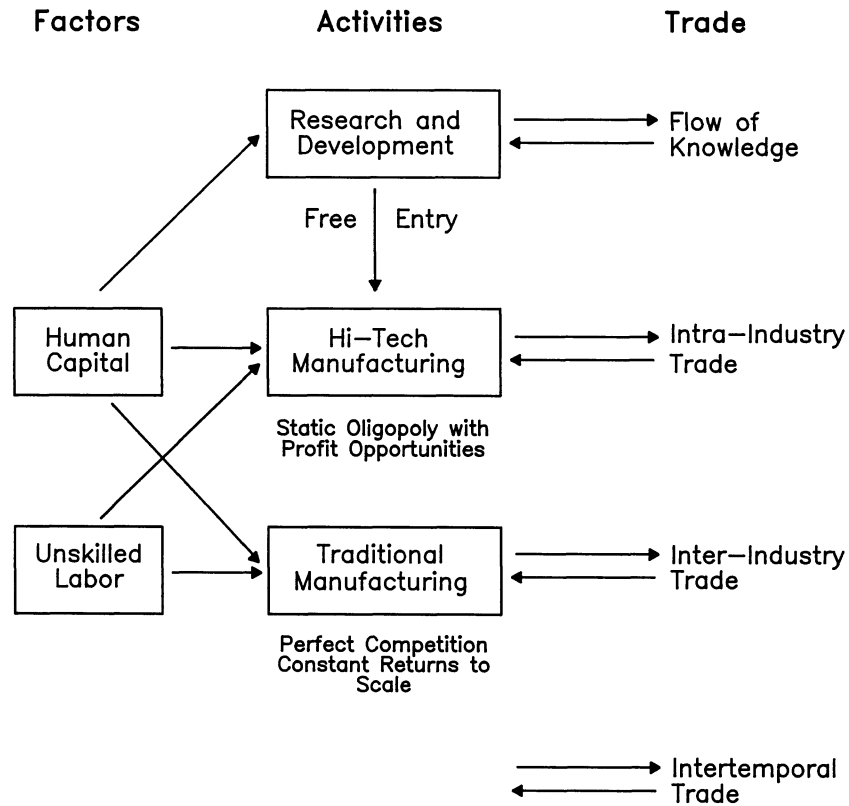 Factors
Activities
Trade
Research and
Development
Flow of
Knowledge
Free Entry
Human
Capital
Hi-Tech
Manufacturing
Intra-Industry
Trade
Static Oligopoly with
Profit Opportunities
Unskilled
Labor
Traditional
Manufacturing
Inter-Industry
Trade
Perfect Competition
Constant Returns to
Scale
Intertemporal
Trade